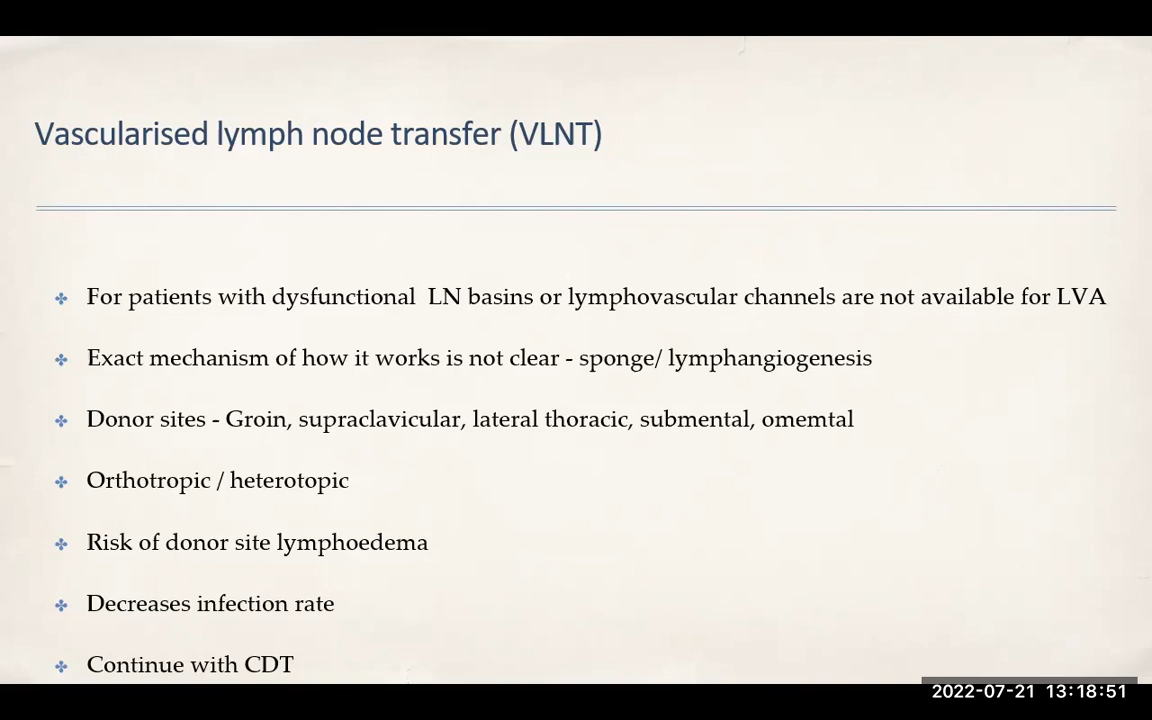 Vascularised lymph node transfer (VLNT)
For patients with dysfunctional  LN basins or lymphovascular channels are not available for LVA
Exact mechanism of how it works is not clear - sponge/ lymphangiogenesis
Donor sites - Groin, supraclavicular, lateral thoracic, submental, omemtal
Orthotropic / heterotopic
Risk of donor site lymphoedema
Decreases infection rate
Continue with CDT
2022-07-21 13:18:51